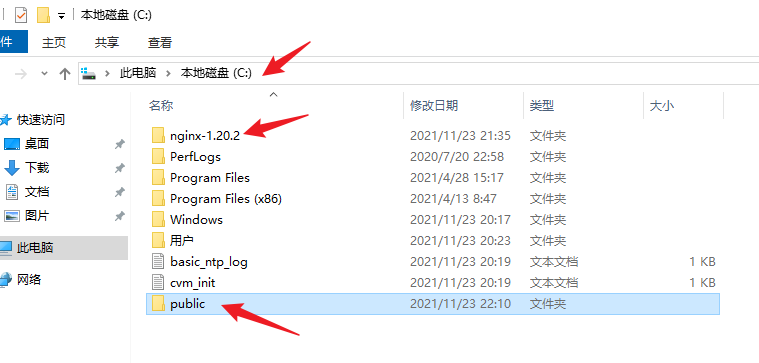 本地磁盘 (C:)
件 主页 共享 查看
此电脑 本地磁盘 (C:)
名称 修改日期 类型 大小
快速访问
桌面
下载
文档
图片
此电脑
网络
nginx-1.20.2 2021/11/23 21:35 文件夹
PerfLogs 2020/7/20 22:58 文件夹
Program Files 2021/4/28 15:17 文件夹
Program Files (x86) 2021/4/13 8:47 文件夹
Windows 2021/11/23 20:17 文件夹
用户 2021/11/23 20:23 文件夹
basic_ntp_log 2021/11/23 20:19 文本文档 1 KB
cvm_init 2021/11/23 20:19 文本文档 1 KB
public 2021/11/23 22:10 文件夹